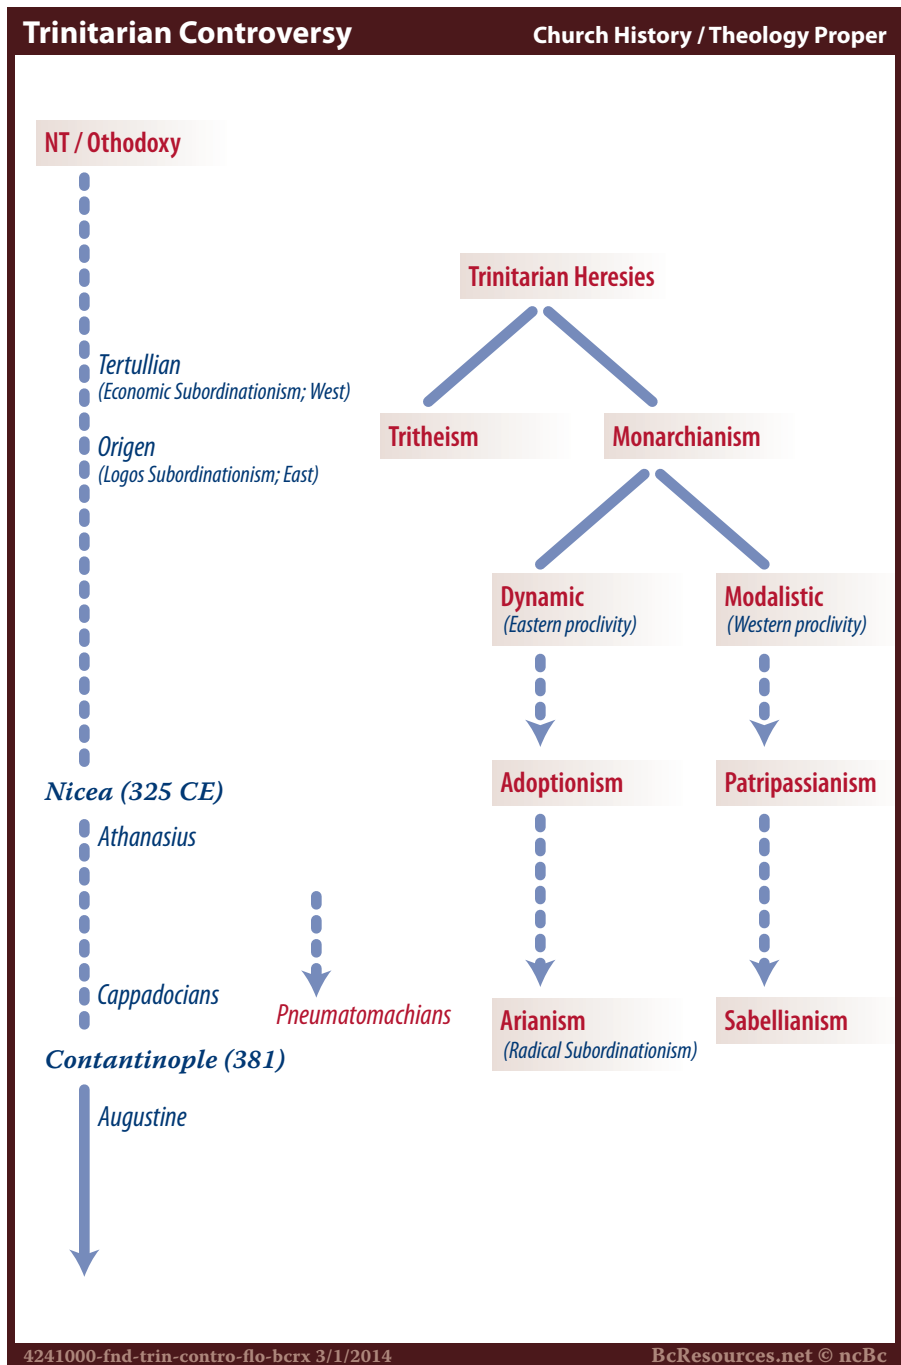 Trinitarian Controversy
Church History / Theology Proper
NT / Othodoxy
Trinitarian Heresies
Tertullian
(Economic Subordinationism; West)
Tritheism
Monarchianism
Origen
(Logos Subordinationism; East)
Dynamic
(Eastern proclivity)
Modalistic
(Western proclivity)
Nicea (325 CE)
Adoptionism
Patripassianism
Athanasius
Cappadocians
Pneumatomachians
Arianism
(Radical Subordinationism)
Sabellianism
Contantinople (381)
Augustine
4241000-fnd-trin-contro-flo-bcrx 3/1/2014
BcResources.net © ncBc